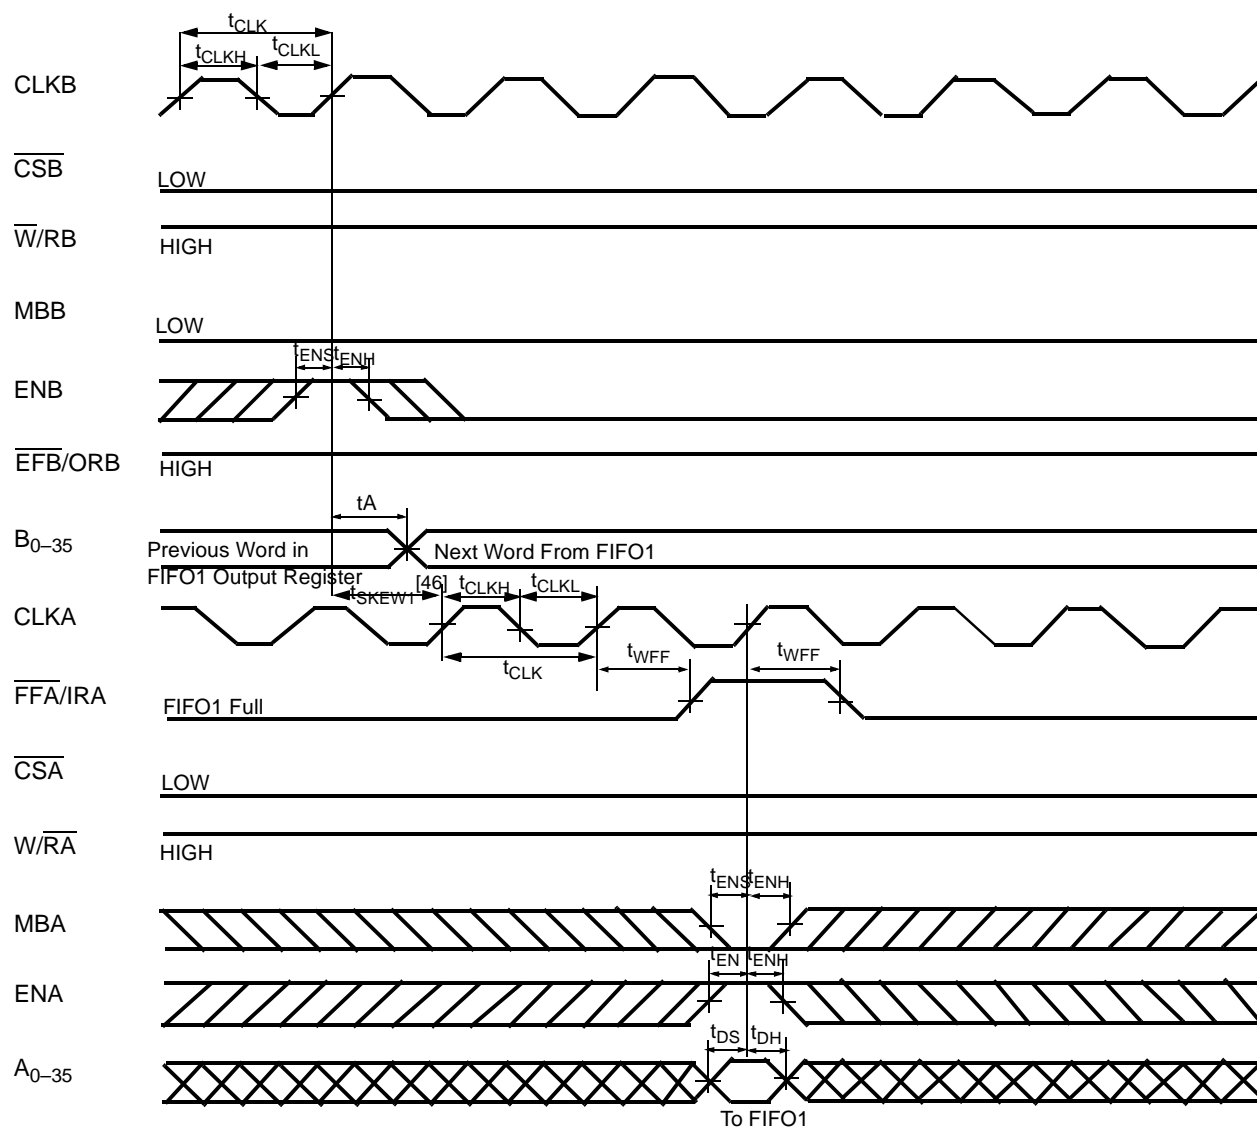 tCLK
tCLKH tCLKL
CLKB
CSB
LOW
W/RB
HIGH
MBB
LOW
tENS tENH
ENB
EFB/ORB
HIGH
tA
B0–35
Previous Word in
FIFO1 Output Register
Next Word From FIFO1
tSKEW1 [46] tCLKH tCLKL
CLKA
tCLK
tWFF tWFF
FFA/IRA
FIFO1 Full
CSA
LOW
W/RA
HIGH
tENS tENH
MBA
tEN tENH
ENA
tDS tDH
A0–35
To FIFO1